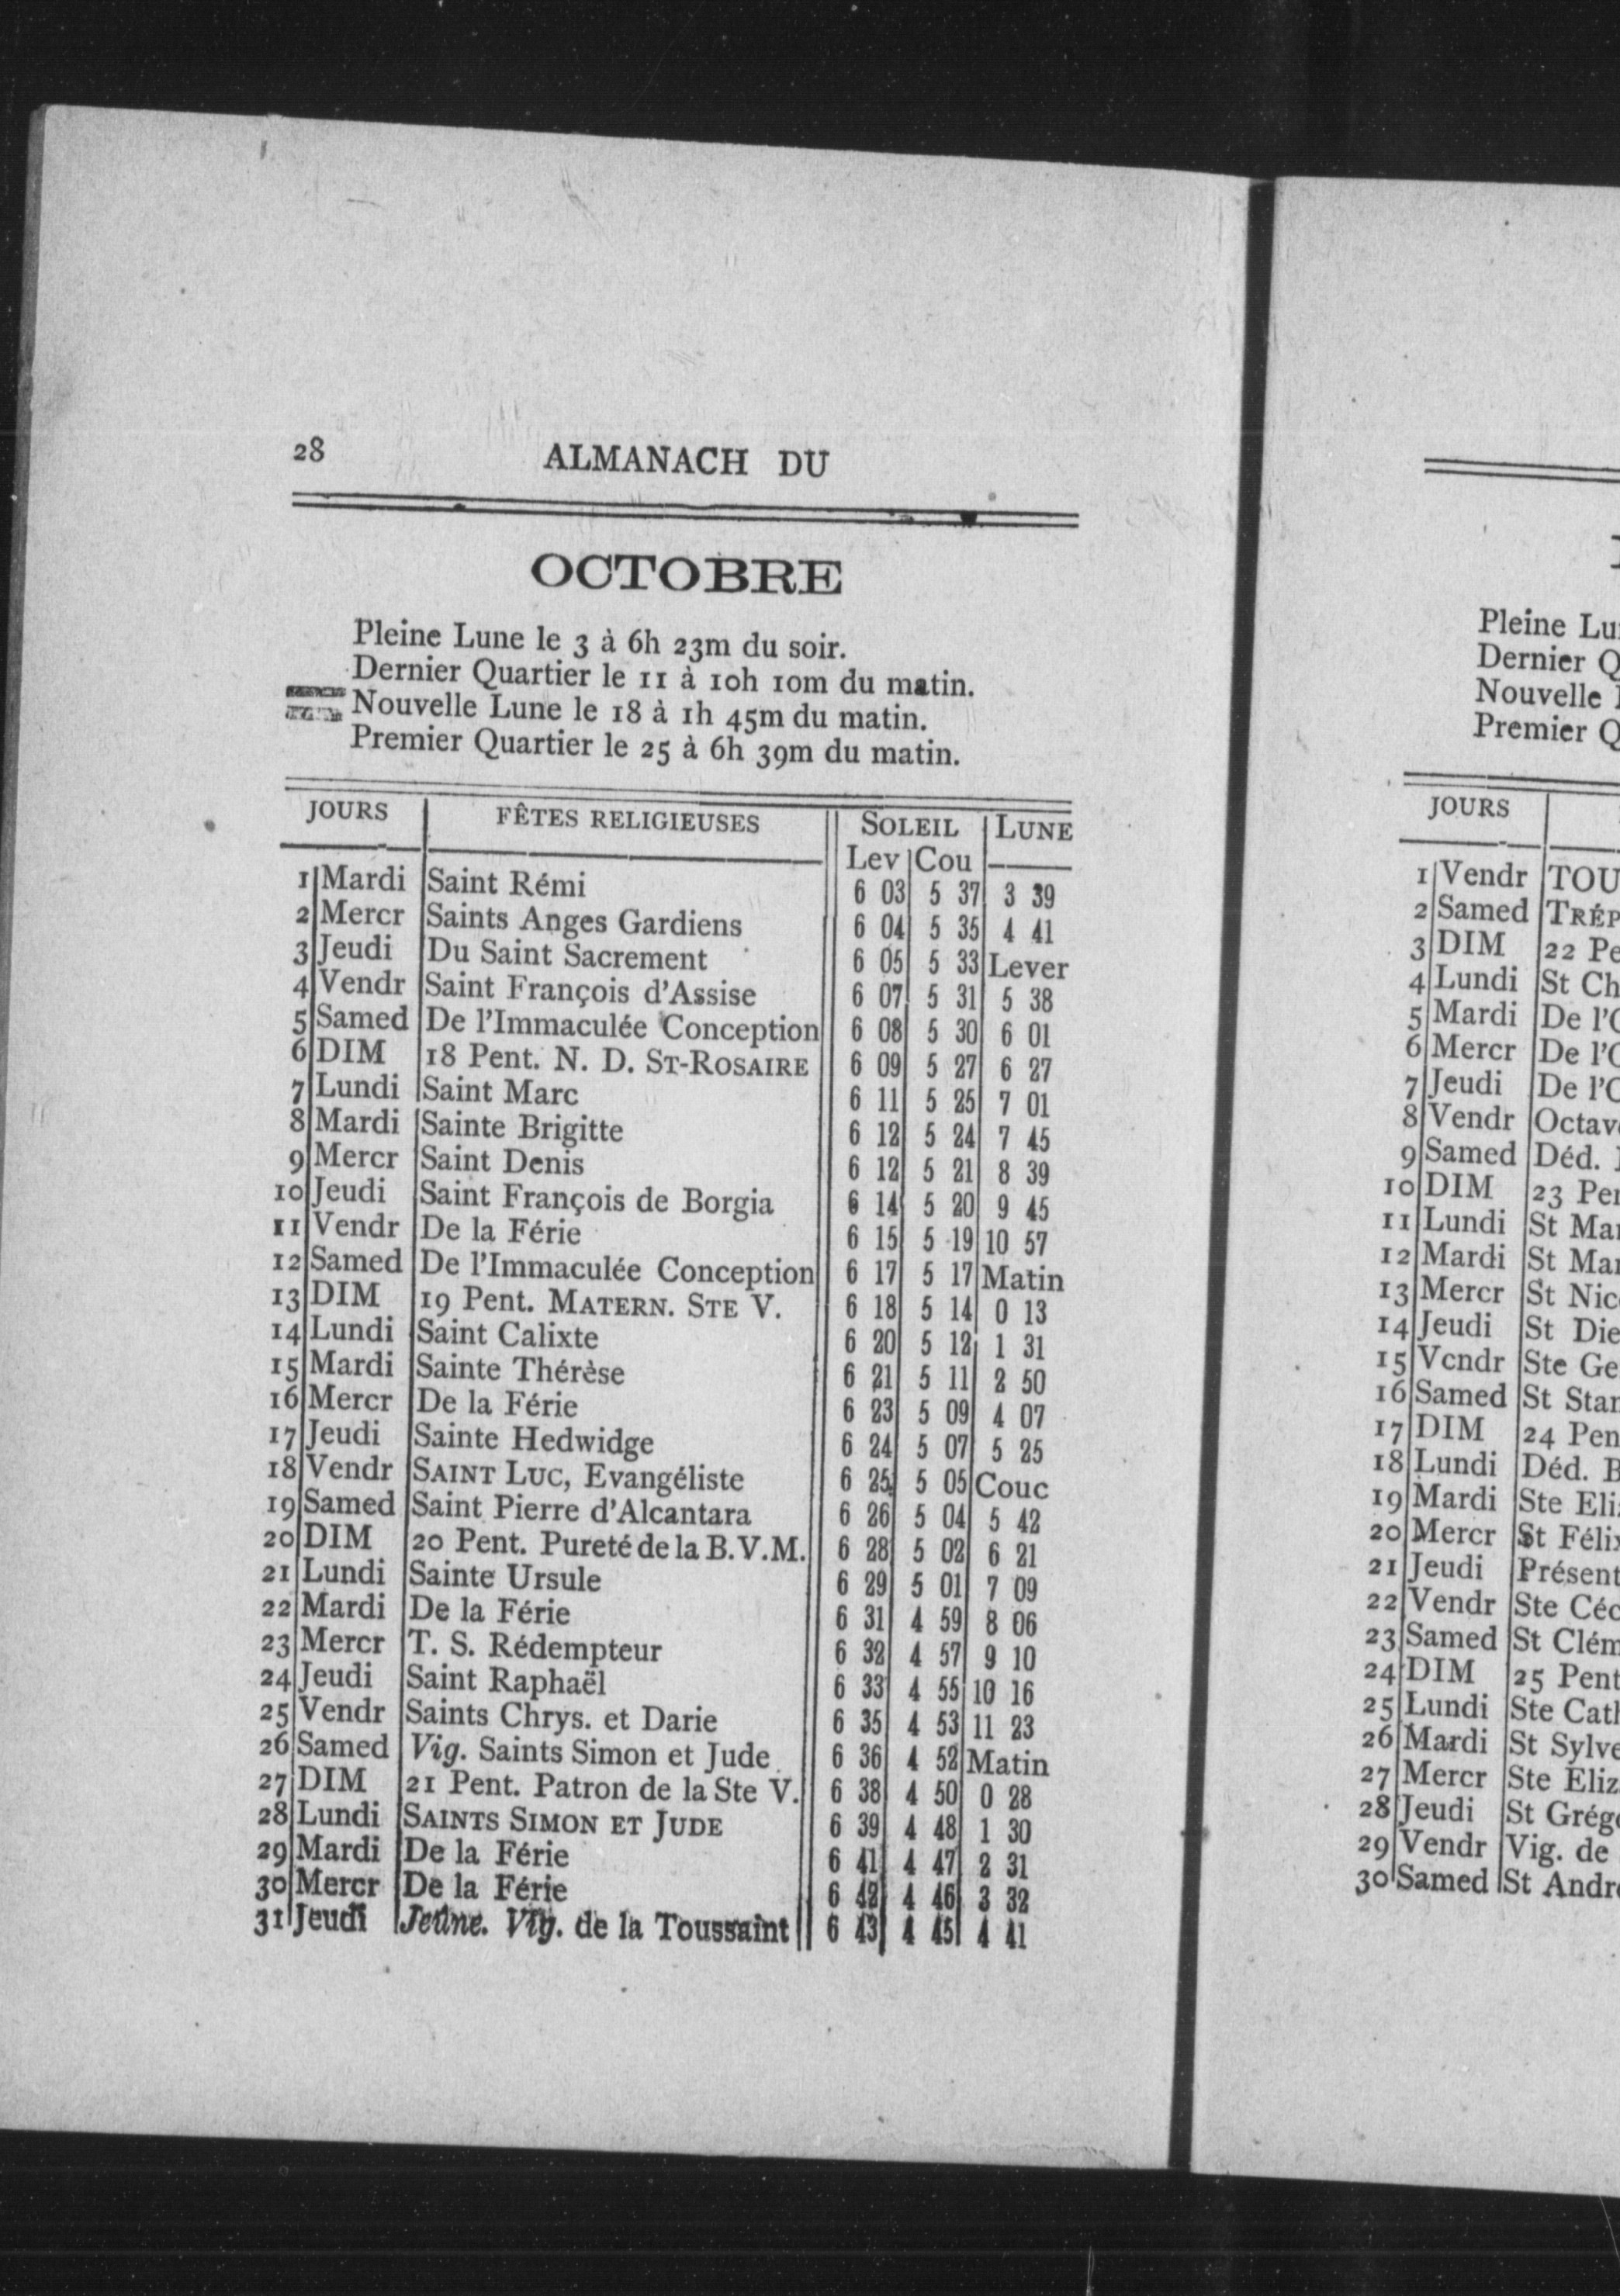 28 ALMANACH DU
OCTOBRE
Pleine Lune le 3 à 6h 23m du soir.
Dernier Quartier le 11 à 10h 10m du matin.
Nouvelle Lune le 18 à 1h 45m du matin.
Premier Quartier le 25 à 6h 39m du matin.
JOURS FÊTES RELIGIEUSES SOLEIL LUNE
Lev Cou
1 Mardi Saint Rémi 6 03 5 37 3 39
2 Mercr Saints Anges Gardiens 6 04 5 35 4 41
3 Jeudi Du Saint Sacrement 6 05 5 33 Lever
4 Vendr Saint François d'Assise 6 07 5 31 5 38
5 Samed De l'Immaculée Conception 6 08 5 30 6 01
6 DIM 18 Pent. N. D. ST-ROSAIRE 6 09 5 27 6 27
7 Lundi Saint Marc 6 11 5 25 7 01
8 Mardi Sainte Brigitte 6 12 5 24 7 45
9 Mercr Saint Denis 6 12 5 21 8 39
10 Jeudi Saint François de Borgia 6 14 5 20 9 45
11 Vendr De la Férie 6 15 5 19 10 57
12 Samed De l'Immaculée Conception 6 17 5 17 Matin
13 DIM 19 Pent. MATERN. STE V. 6 18 5 14 0 13
14 Lundi Saint Calixte 6 20 5 12 1 31
15 Mardi Sainte Thérèse 6 21 5 11 2 50
16 Mercr De la Férie 6 23 5 09 4 07
17 Jeudi Sainte Hedwidge 6 24 5 07 5 25
18 Vendr SAINT LUC, Evangéliste 6 25 5 05 Couc
19 Samed Saint Pierre d'Alcantara 6 26 5 04 5 42
20 DIM 20 Pent. Pureté de la B.V.M. 6 28 5 02 6 21
21 Lundi Sainte Ursule 6 29 5 01 7 09
22 Mardi De la Férie 6 31 4 59 8 06
23 Mercr T. S. Rédempteur 6 32 4 57 9 10
24 Jeudi Saint Raphaël 6 33 4 55 10 16
25 Vendr Saints Chrys. et Darie 6 35 4 53 11 23
26 Samed Vig. Saints Simon et Jude 6 36 4 52 Matin
27 DIM 21 Pent. Patron de la Ste V. 6 38 4 50 0 28
28 Lundi SAINTS SIMON ET JUDE 6 39 4 48 1 30
29 Mardi De la Férie 6 41 4 47 2 31
30 Mercr De la Férie 6 42 4 46 3 32
31 Jeudi Jeûne. Vig. de la Toussaint 6 43 4 45 4 41
Pleine
Dernier
Nouvelle
Premier
JOURS
1 Vendr
2 Samed
3 DIM 22
4 Lundi St
5 Mardi De
6 Mercr De
7 Jeudi De
8 Vendr
9 Samed Déd.
10 DIM 23
11 Lundi St
12 Mardi St
13 Mercr St
14 Jeudi St
15 Vendr Ste
16 Samed St
17 DIM 24
18 Lundi Déd.
19 Mardi Ste
20 Mercr St
21 Jeudi
22 Vendr Ste
23 Samed St
24 DIM 25 Pent
25 Lundi Ste
26 Mardi St
27 Mercr Ste
28 Jeudi St
29 Vendr Vig. de
30 Samed St